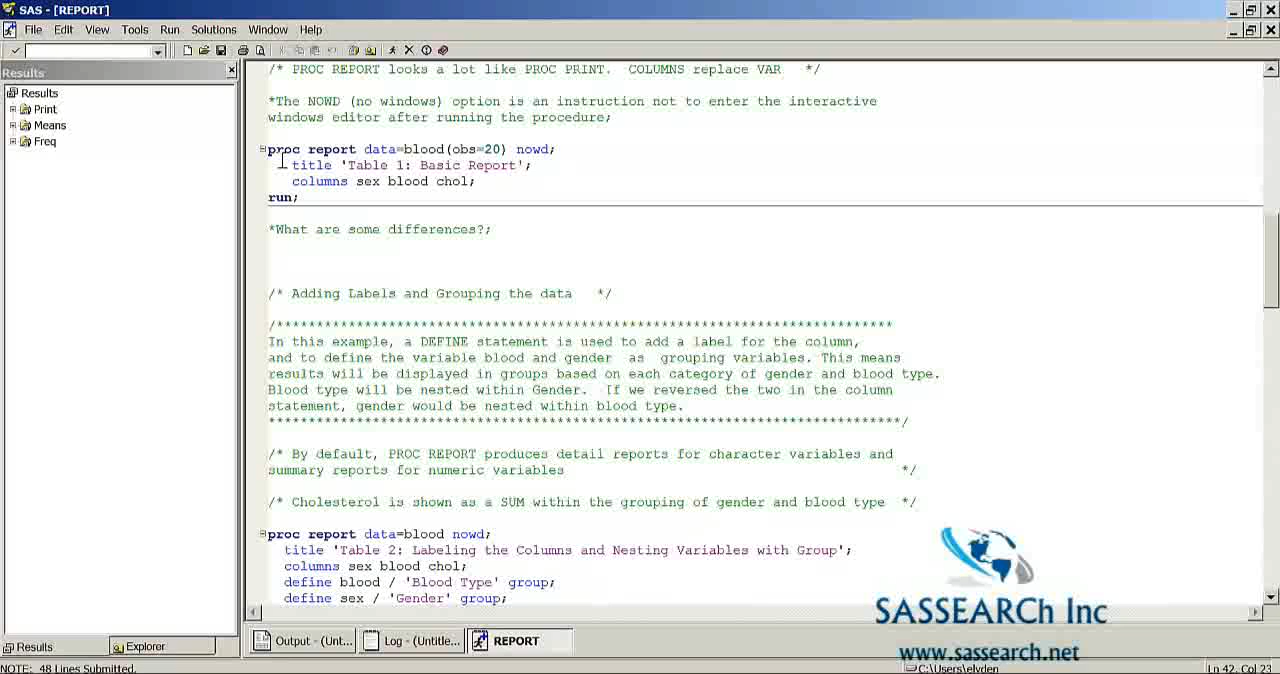 SAS - [REPORT]
File Edit View Tools Run Solutions Window Help
Results
Results
Print
Means
Freq
/* PROC REPORT looks a lot like PROC PRINT.  COLUMNS replace VAR   */
*The NOWD (no windows) option is an instruction not to enter the interactive
windows editor after running the procedure;
proc report data=blood(obs=20) nowd;
title 'Table 1: Basic Report';
columns sex blood chol;
run;
*What are some differences?;
/* Adding Labels and Grouping the data   */
/*****************************************************************************
In this example, a DEFINE statement is used to add a label for the column,
and to define the variable blood and gender  as  grouping variables. This means
results will be displayed in groups based on each category of gender and blood type.
Blood type will be nested within Gender.  If we reversed the two in the column
statement, gender would be nested within blood type.
*******************************************************************************/
/* By default, PROC REPORT produces detail reports for character variables and
summary reports for numeric variables */
/* Cholesterol is shown as a SUM within the grouping of gender and blood type  */
proc report data=blood nowd;
title 'Table 2: Labeling the Columns and Nesting Variables with Group';
columns sex blood chol;
define blood / 'Blood Type' group;
define sex / 'Gender' group;
SASSEARCh Inc
www.sassearch.net
Results Explorer
Output - (Unt... Log - (Untitle... REPORT
NOTE:  48 Lines Submitted.
C:\Users\elyden
Ln 42, Col 23